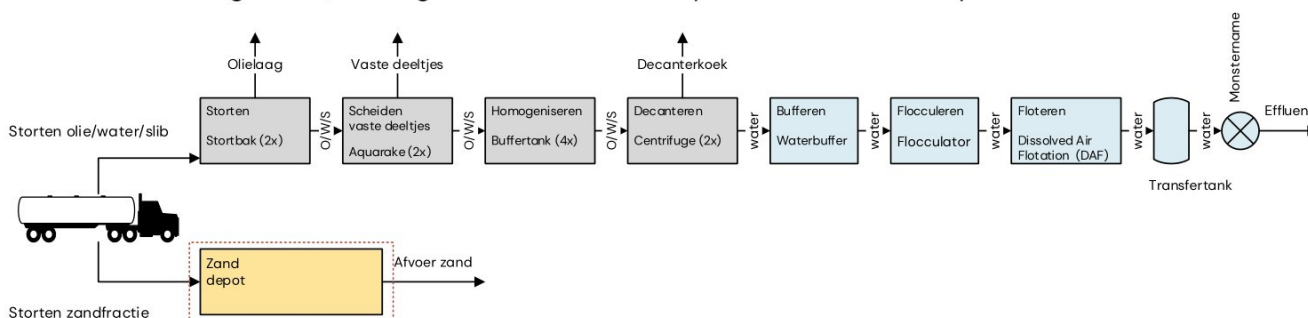 Olielaag
Vaste deeltjes
Decanterkoek
Monstername
Storten
Stortbak (2x)
O/W/S
Scheiden
vaste deeltjes
Aquarake (2x)
O/W/S
Homogeniseren
Buffertank (4x)
O/W/S
Decanteren
Centrifuge (2x)
water
Bufferen
Waterbuffer
water
Flocculeren
Flocculator
water
Floteren
Dissolved Air
Flotation (DAF)
water
Transfertank
water
Effluen
Storten olie/water/slib
Zand
depot
Afvoer zand
Storten zandfractie